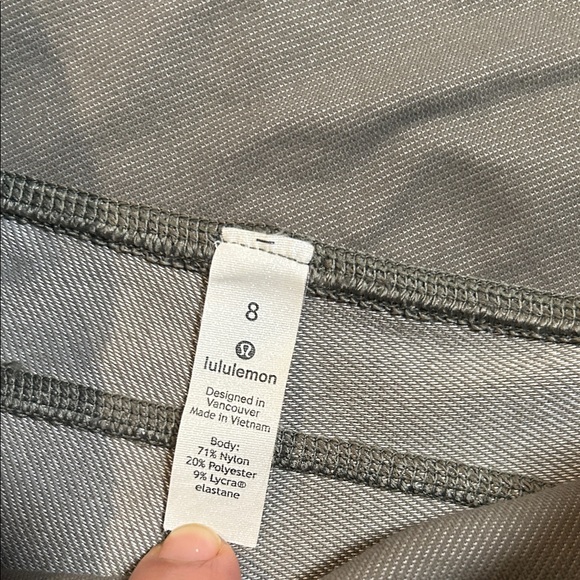 8
lululemon
Designed in
Vancouver
Made in Vietnam
Body:
71% Nylon
20% Polyester
9% Lycra®
elastane